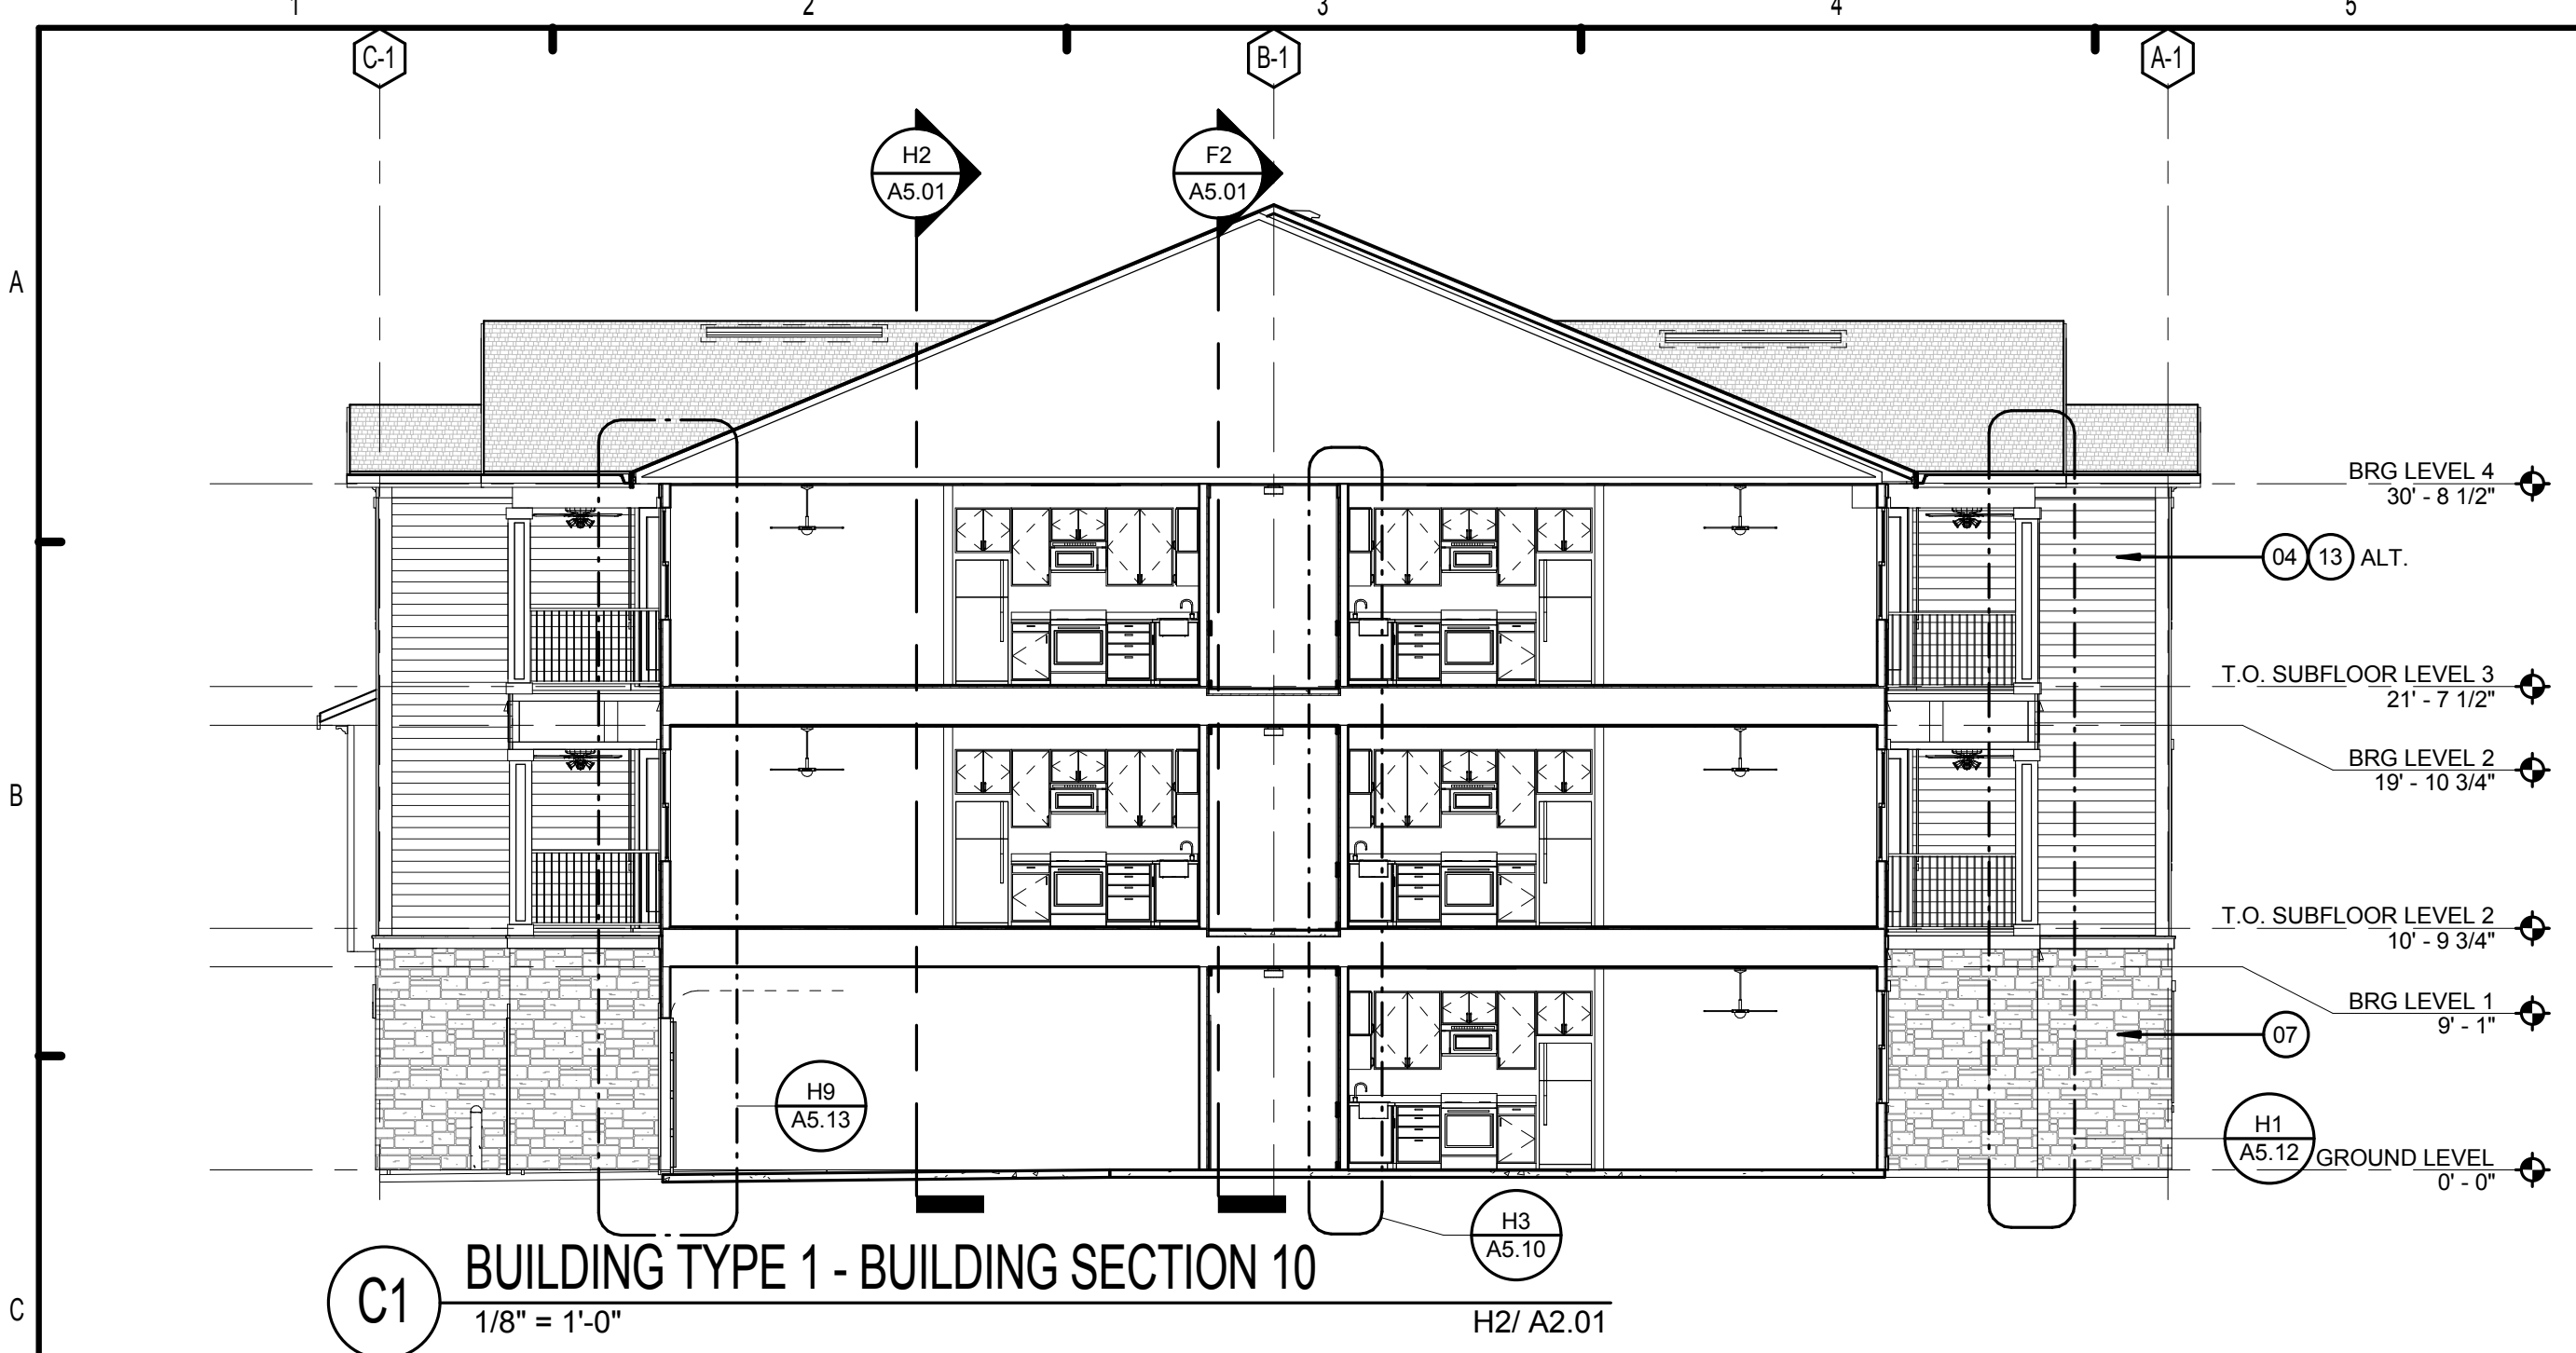 1 2 3 4 5
C-1 B-1 A-1
H2
A5.01
F2
A5.01
A
BRG LEVEL 4
30' - 8 1/2"
04 13 ALT.
T.O. SUBFLOOR LEVEL 3
21' - 7 1/2"
BRG LEVEL 2
19' - 10 3/4"
B
T.O. SUBFLOOR LEVEL 2
10' - 9 3/4"
BRG LEVEL 1
9' - 1"
07
H9
A5.13
H1
A5.12
GROUND LEVEL
0' - 0"
H3
A5.10
C1
BUILDING TYPE 1 - BUILDING SECTION 10
1/8" = 1'-0"
H2/ A2.01
C